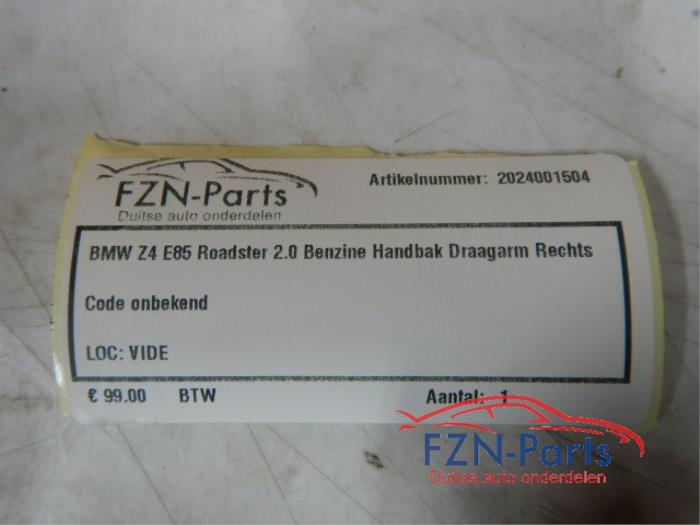 FZN-Parts
Duitse auto onderdelen
Artikelnummer: 2024001504
BMW Z4 E85 Roadster 2.0 Benzine Handbak Draagarm Rechts
Code onbekend
LOC: VIDE
€ 99.00 BTW Aantal: 1
FZN-Parts
Duitse auto onderdelen